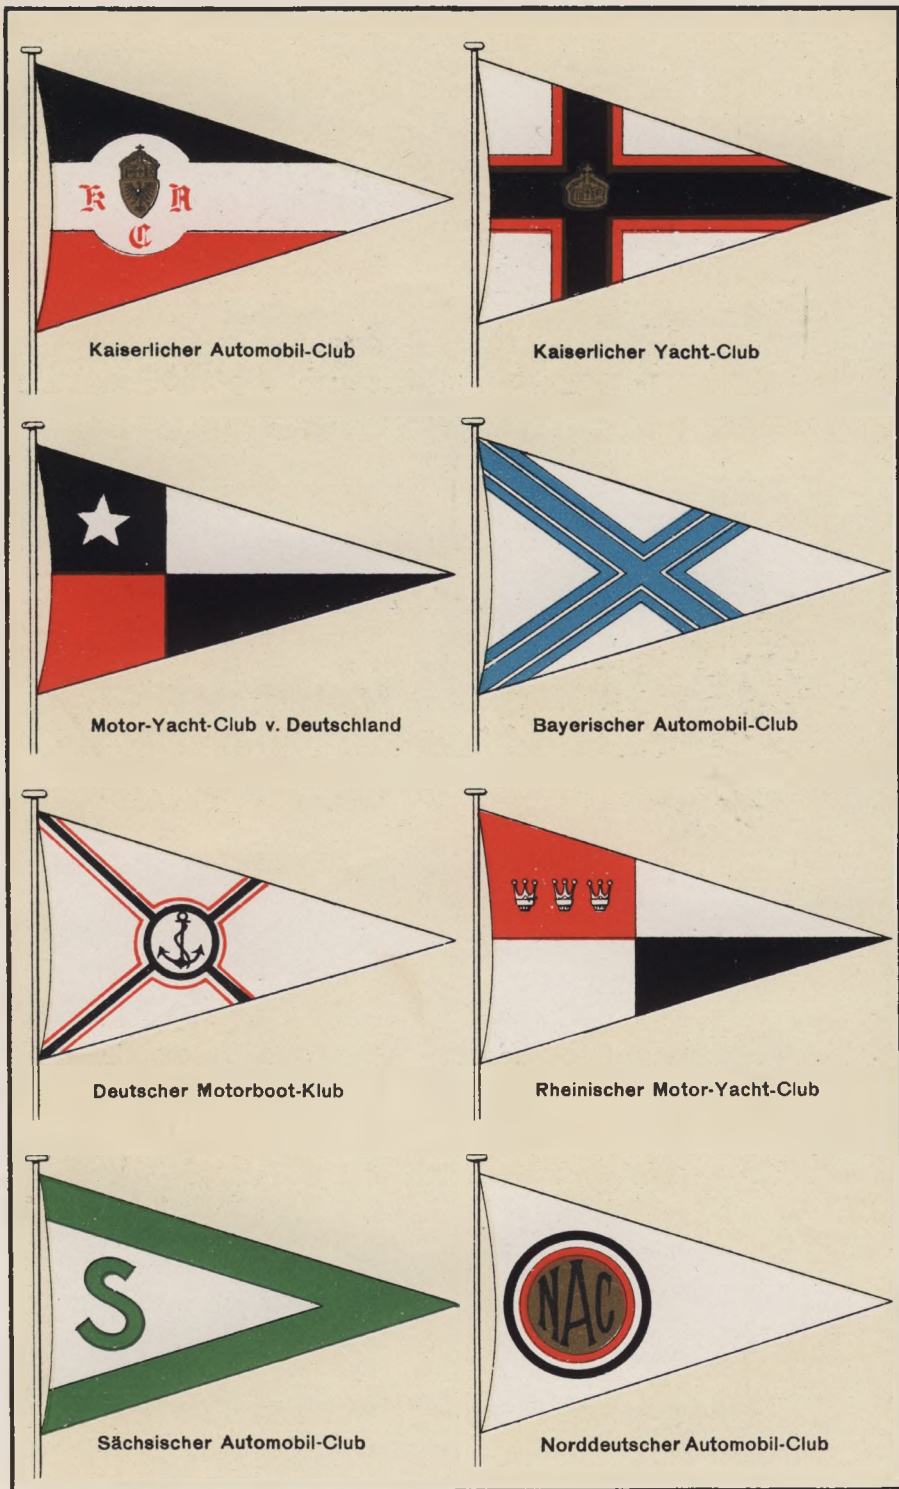 K A
C
Kaiserlicher Automobil-Club
Kaiserlicher Yacht-Club
Motor-Yacht-Club v. Deutschland
Bayerischer Automobil-Club
Deutscher Motorboot-Klub
Rheinischer Motor-Yacht-Club
S
NAC
Sächsischer Automobil-Club
Norddeutscher Automobil-Club